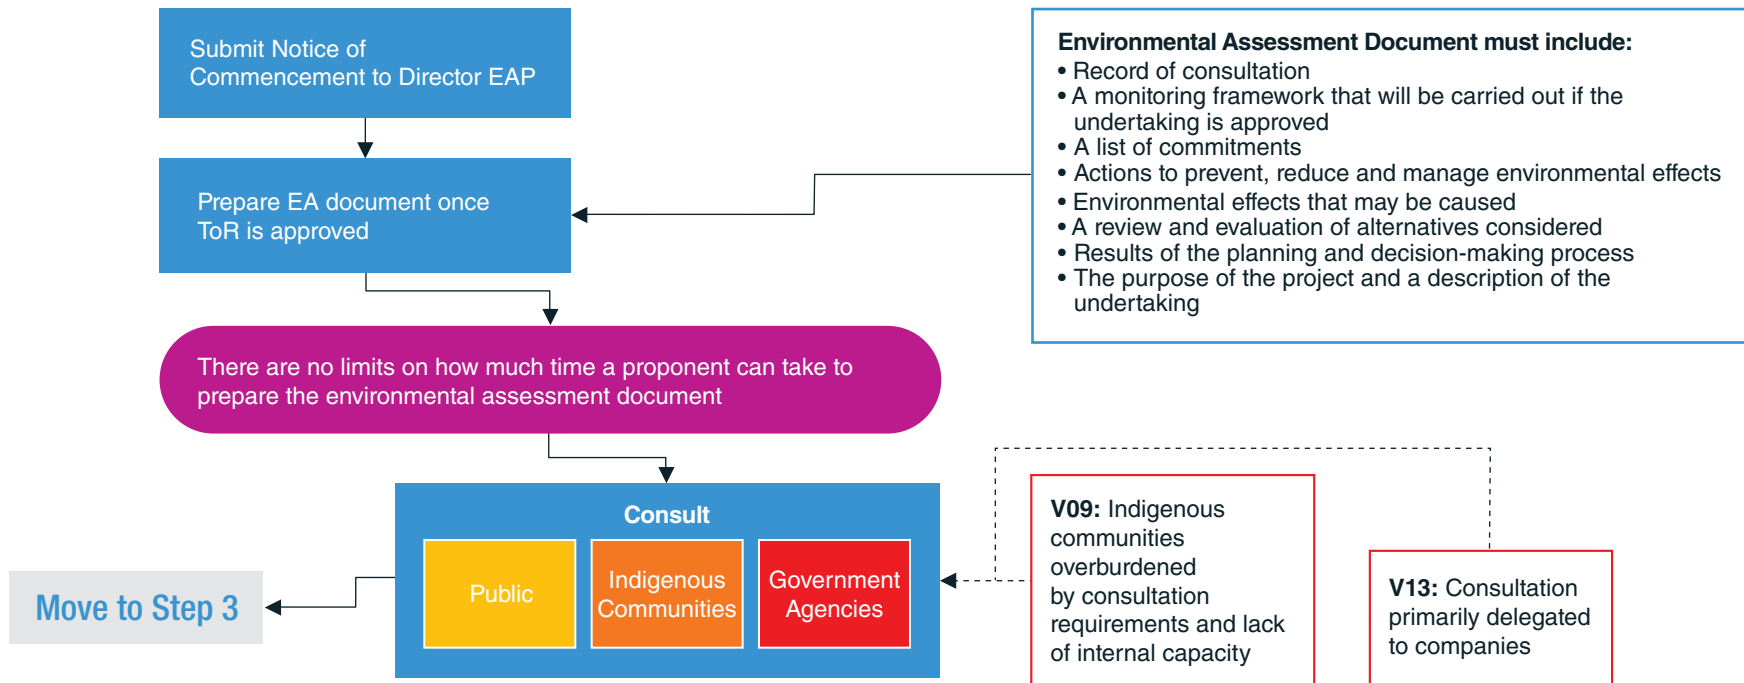 Submit Notice of
Commencement to Director EAP
Environmental Assessment Document must include:
• Record of consultation
• A monitoring framework that will be carried out if the
undertaking is approved
• A list of commitments
• Actions to prevent, reduce and manage environmental effects
• Environmental effects that may be caused
• A review and evaluation of alternatives considered
• Results of the planning and decision-making process
• The purpose of the project and a description of the
undertaking
Prepare EA document once
ToR is approved
There are no limits on how much time a proponent can take to
prepare the environmental assessment document
Consult
Public
Indigenous
Communities
Government
Agencies
V09: Indigenous
communities
overburdened
by consultation
requirements and lack
of internal capacity
V13: Consultation
primarily delegated
to companies
Move to Step 3